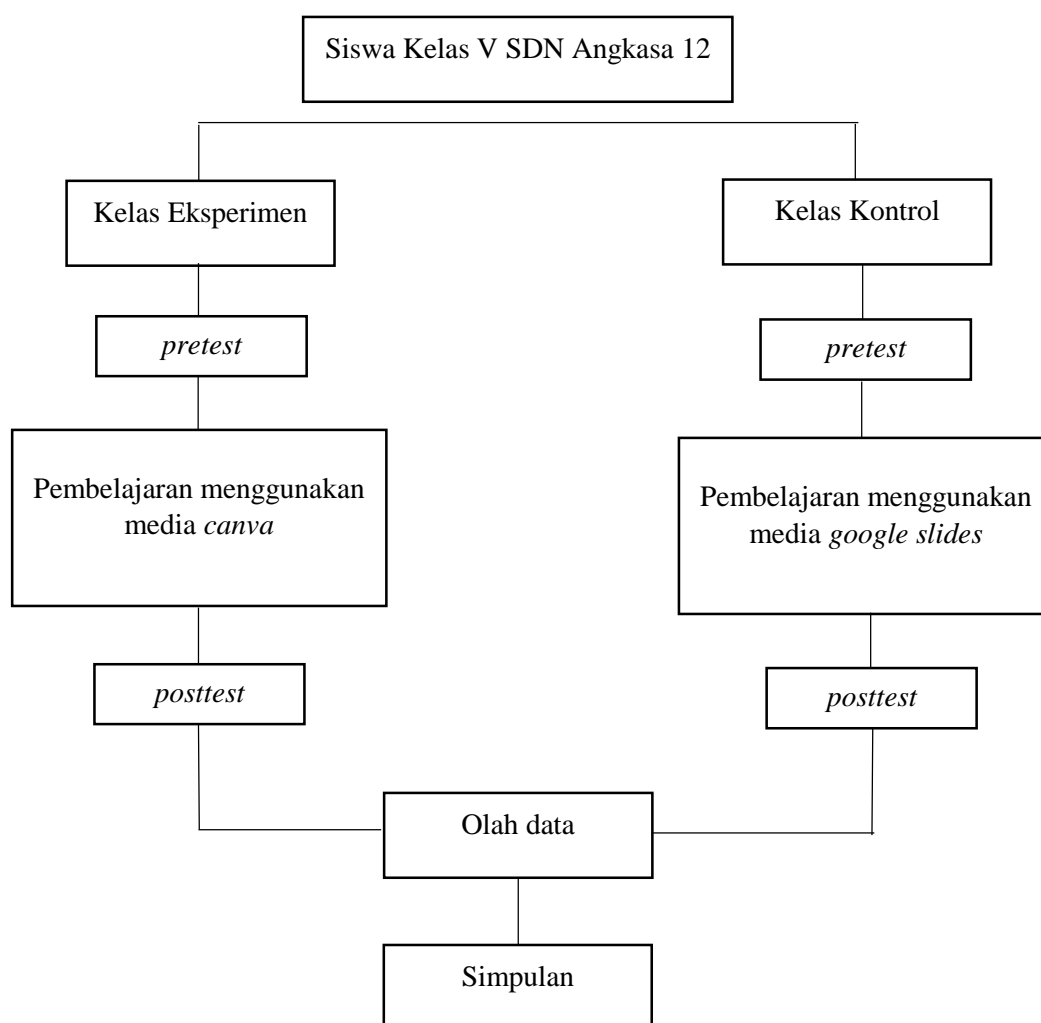 Siswa Kelas V SDN Angkasa 12
Kelas Eksperimen
Kelas Kontrol
pretest
pretest
Pembelajaran menggunakan
media canva
Pembelajaran menggunakan
media google slides
posttest
posttest
Olah data
Simpulan